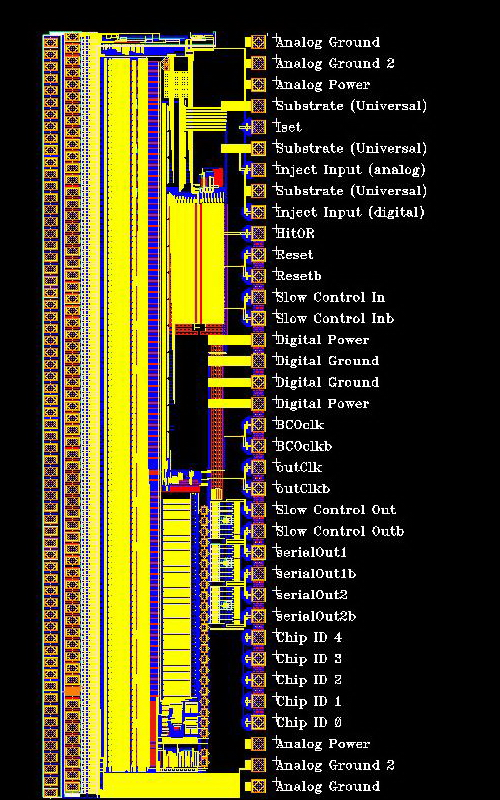 Analog Ground
Analog Ground 2
Analog Power
Substrate (Universal)
Iset
Substrate (Universal)
Inject Input (analog)
Substrate (Universal)
Inject Input (digital)
HitOR
Reset
Resetb
Slow Control In
Slow Control Inb
Digital Power
Digital Ground
Digital Ground
Digital Power
BCOclk
BCOclkb
outClk
outClkb
Slow Control Out
Slow Control Outb
serialOut1
serialOut1b
serialOut2
serialOut2b
Chip ID 4
Chip ID 3
Chip ID 2
Chip ID 1
Chip ID 0
Analog Power
Analog Ground 2
Analog Ground